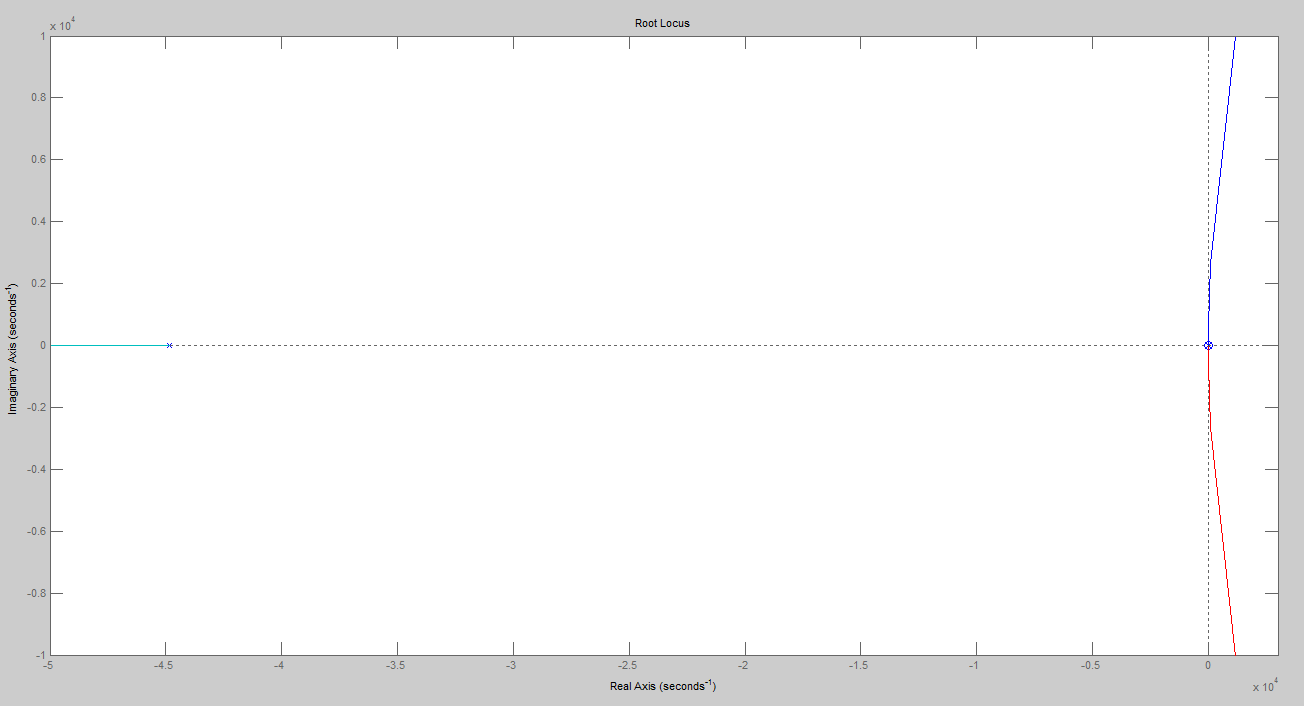 Root Locus
x 10^4
1
0.8
0.6
0.4
0.2
0
-0.2
-0.4
-0.6
-0.8
-1
Imaginary Axis (seconds^-1)
-5 -4.5 -4 -3.5 -3 -2.5 -2 -1.5 -1 -0.5 0
x 10^4
Real Axis (seconds^-1)